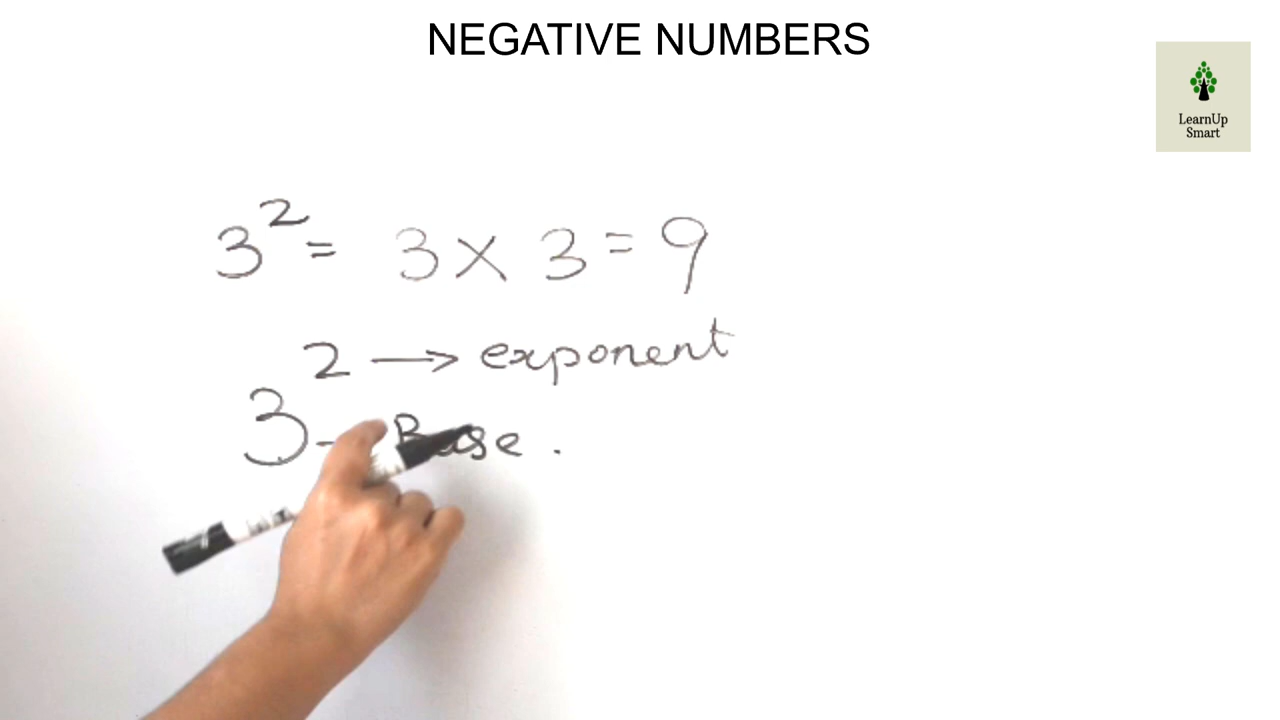 NEGATIVE NUMBERS
LearnUp
Smart
3² = 3 × 3 = 9
2 → exponent
3 - Base .